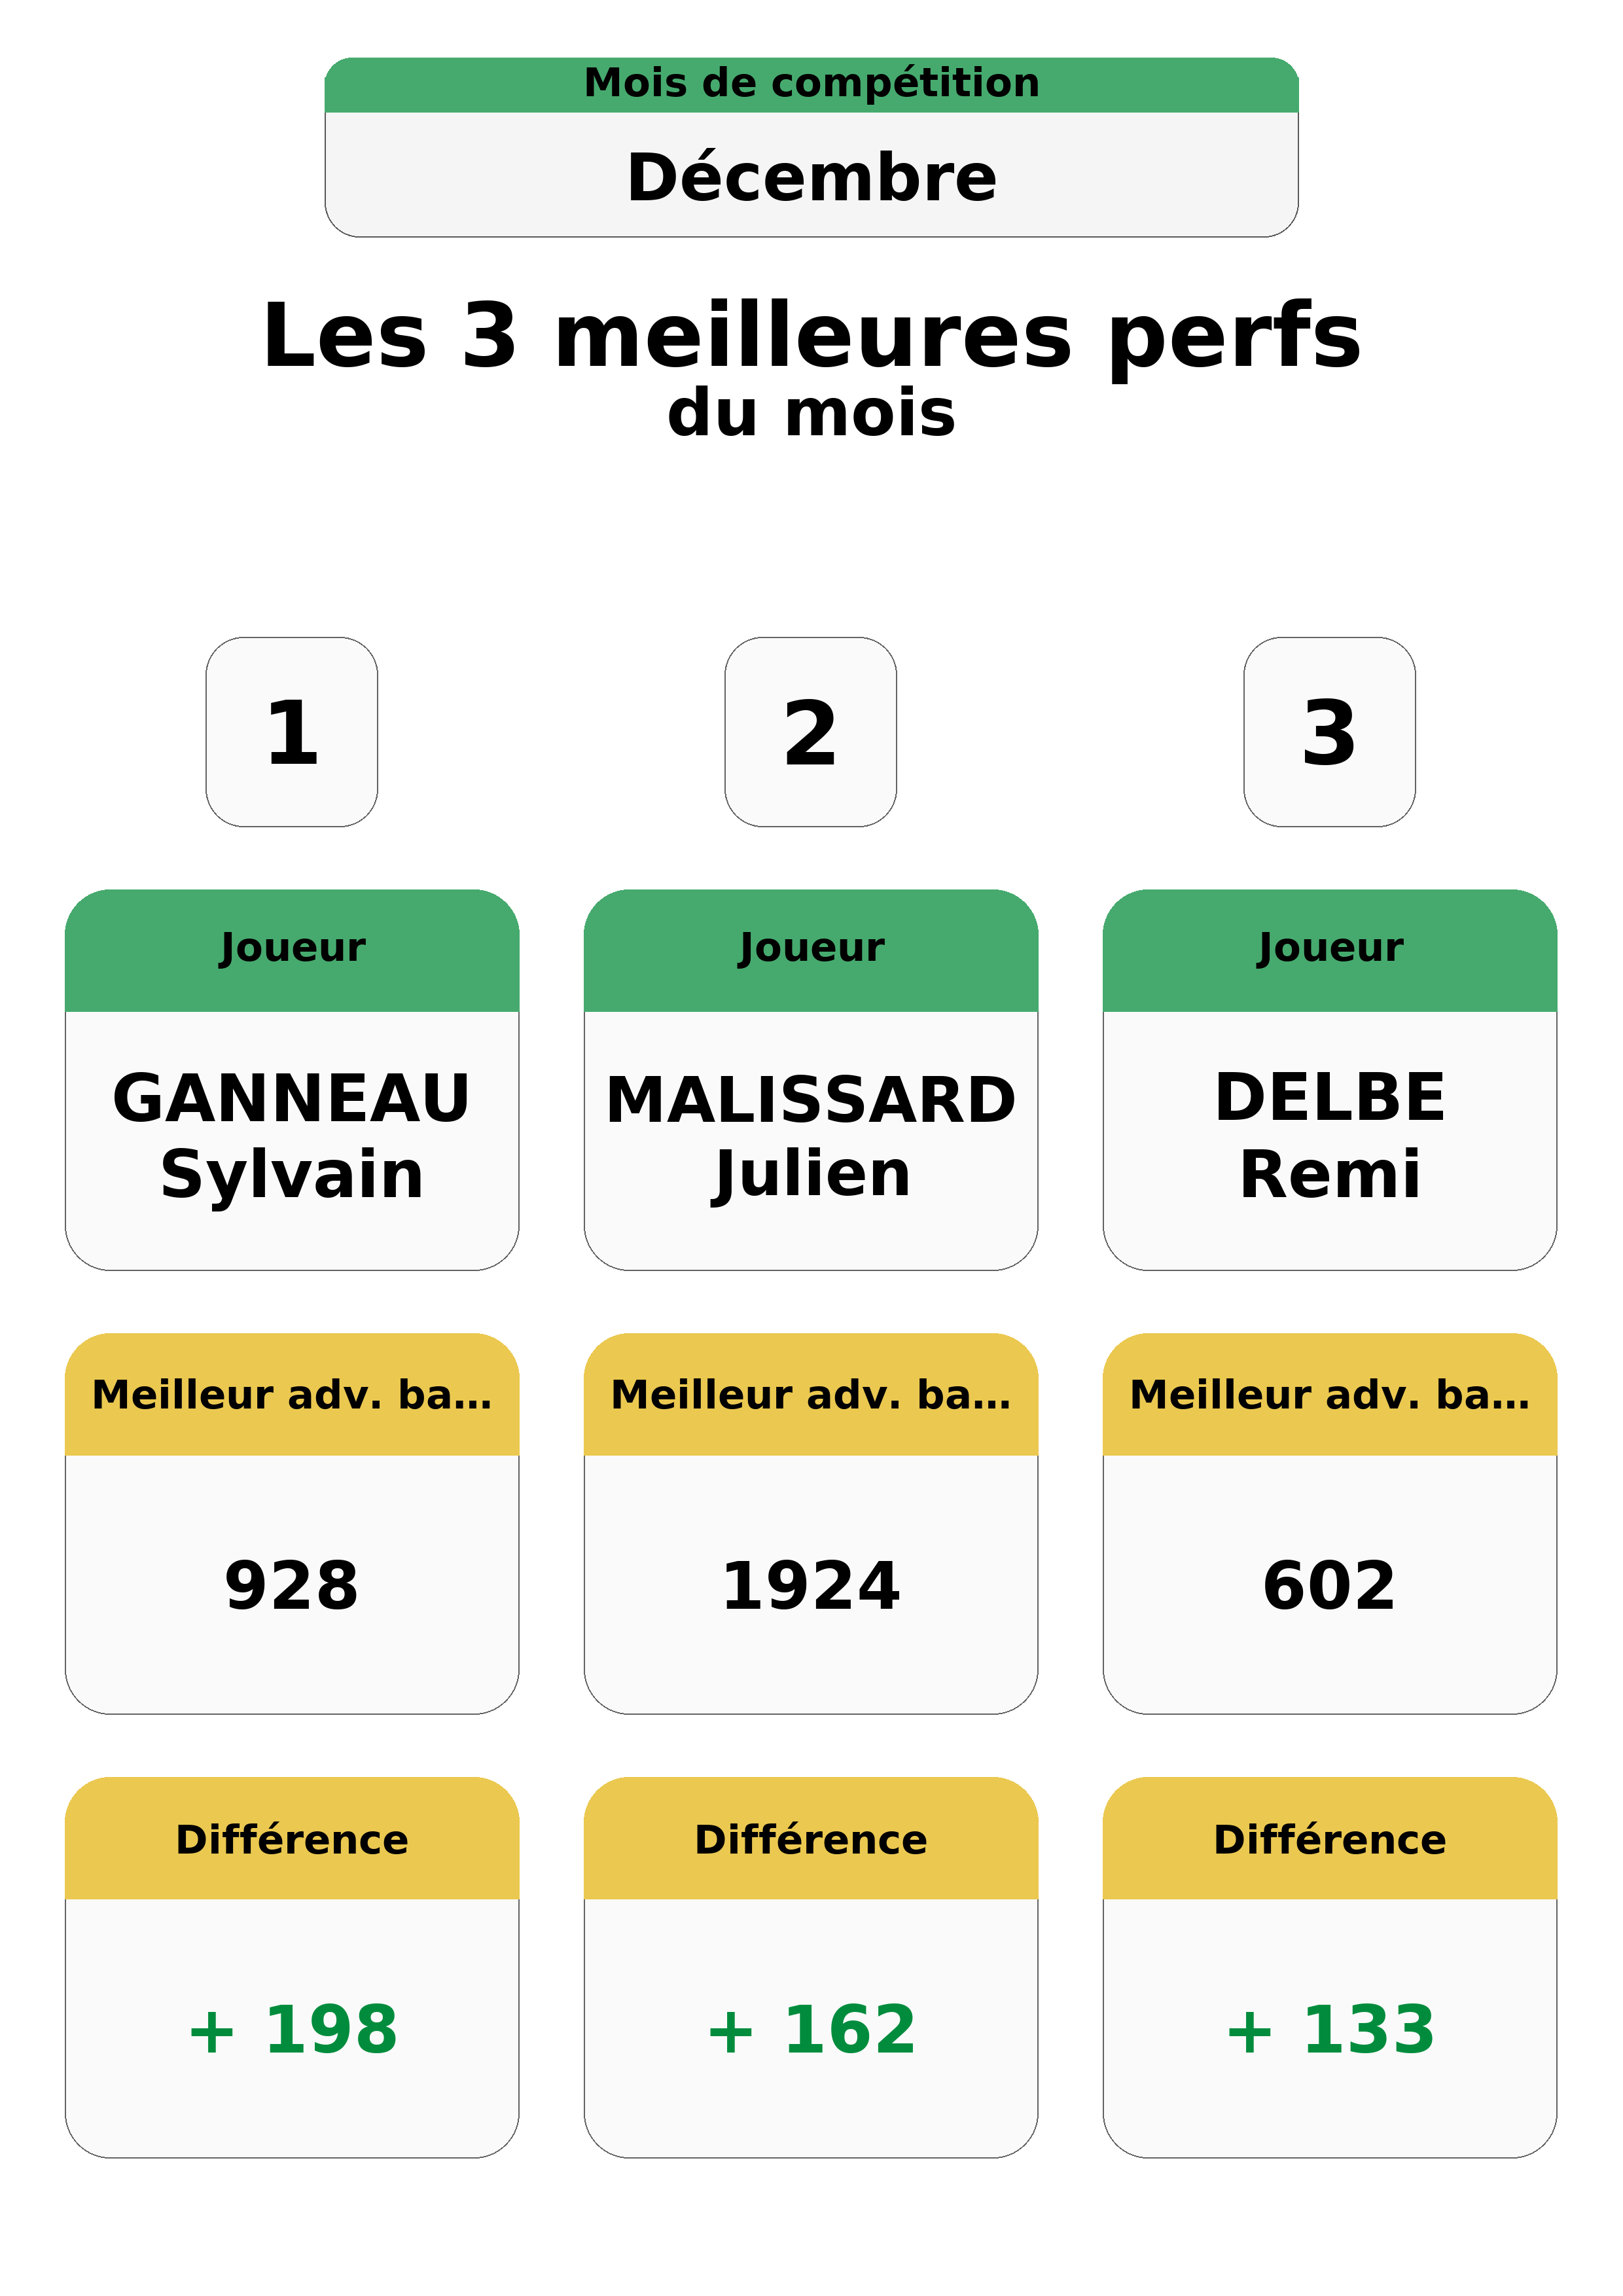 Mois de compétition
Décembre
Les 3 meilleures perfs
du mois
1
2
3
Joueur
Joueur
Joueur
GANNEAU
Sylvain
MALISSARD
Julien
DELBE
Remi
Meilleur adv. ba…
Meilleur adv. ba…
Meilleur adv. ba…
928
1924
602
Différence
Différence
Différence
+ 198
+ 162
+ 133